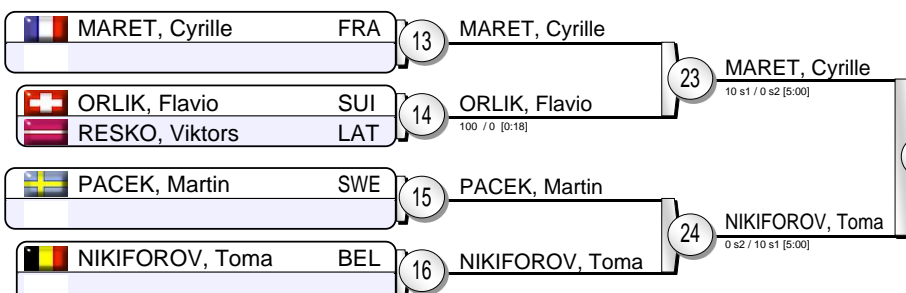 MARET, Cyrille FRA
13
MARET, Cyrille
23
MARET, Cyrille
10 s1 / 0 s2 [5:00]
ORLIK, Flavio SUI
RESKO, Viktors LAT
14
ORLIK, Flavio
100 / 0 [0:18]
PACEK, Martin SWE
15
PACEK, Martin
24
NIKIFOROV, Toma
0 s2 / 10 s1 [5:00]
NIKIFOROV, Toma BEL
16
NIKIFOROV, Toma